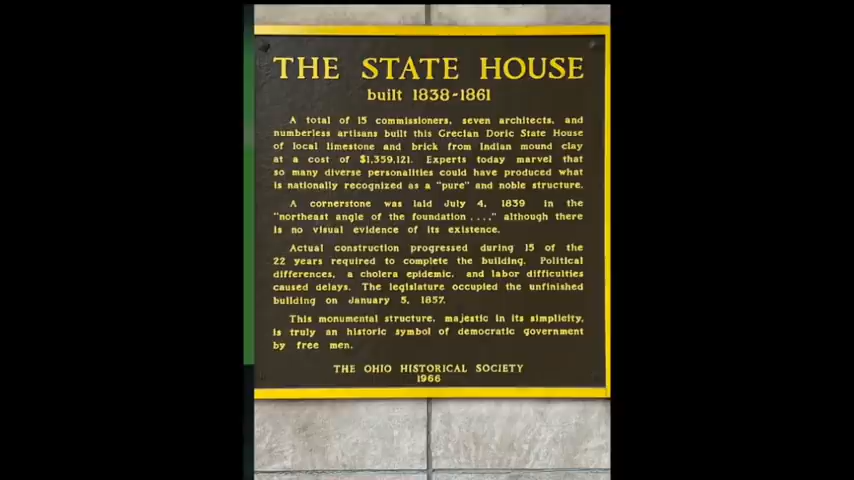 THE STATE HOUSE
built 1838-1861
A total of 15 commissioners, seven architects, and
numberless artisans built this Grecian Doric State House
of local limestone and brick from Indian mound clay
at a cost of $1,359,121. Experts today marvel that
so many diverse personalities could have produced what
is nationally recognized as a "pure" and noble structure.
A cornerstone was laid July 4, 1839 in the
"northeast angle of the foundation ....," although there
is no visual evidence of its existence.
Actual construction progressed during 15 of the
22 years required to complete the building. Political
differences, a cholera epidemic, and labor difficulties
caused delays. The legislature occupied the unfinished
building on January 5, 1857.
This monumental structure, majestic in its simplicity,
is truly an historic symbol of democratic government
by free men.
THE OHIO HISTORICAL SOCIETY
1966